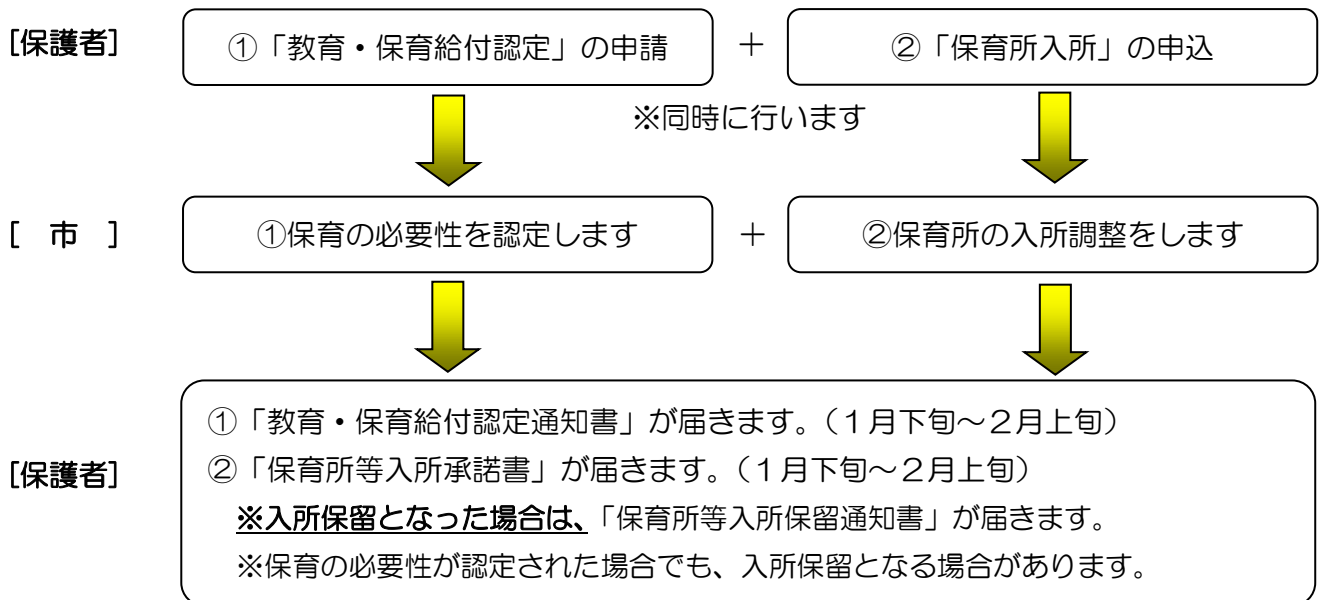 [保護者] ①「教育・保育給付認定」の申請 ＋ ②「保育所入所」の申込
※同時に行います
[　市　] ①保育の必要性を認定します ＋ ②保育所の入所調整をします
①「教育・保育給付認定通知書」が届きます。（１月下旬～２月上旬）
[保護者] ②「保育所等入所承諾書」が届きます。（１月下旬～２月上旬）
※入所保留となった場合は、「保育所等入所保留通知書」が届きます。
※保育の必要性が認定された場合でも、入所保留となる場合があります。